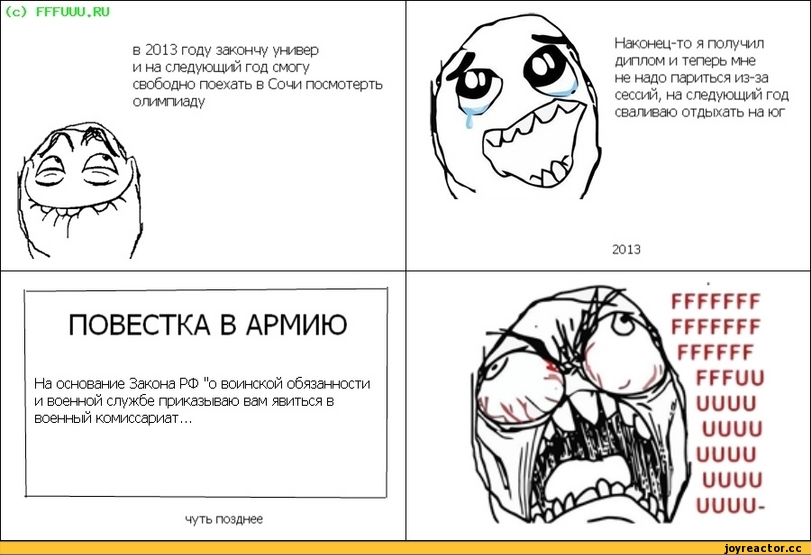 (c) FFFUUU.RU
в 2013 году закончу универ
и на следующий год смогу
свободно поехать в Сочи посмотерть
олимпиаду
Наконец-то я получил
диплом и теперь мне
не надо париться из-за
сессий, на следующий год
сваливаю отдыхать на юг
2013
ПОВЕСТКА В АРМИЮ
На основание Закона РФ "о воинской обязанности
и военной службе приказываю вам явиться в
военный комиссариат...
чуть позднее
FFFFFFF
FFFFFFF
FFFFFF
FFFUU
UUUU
UUUU
UUUU
UUUU
UUUU-
joyreactor.cc